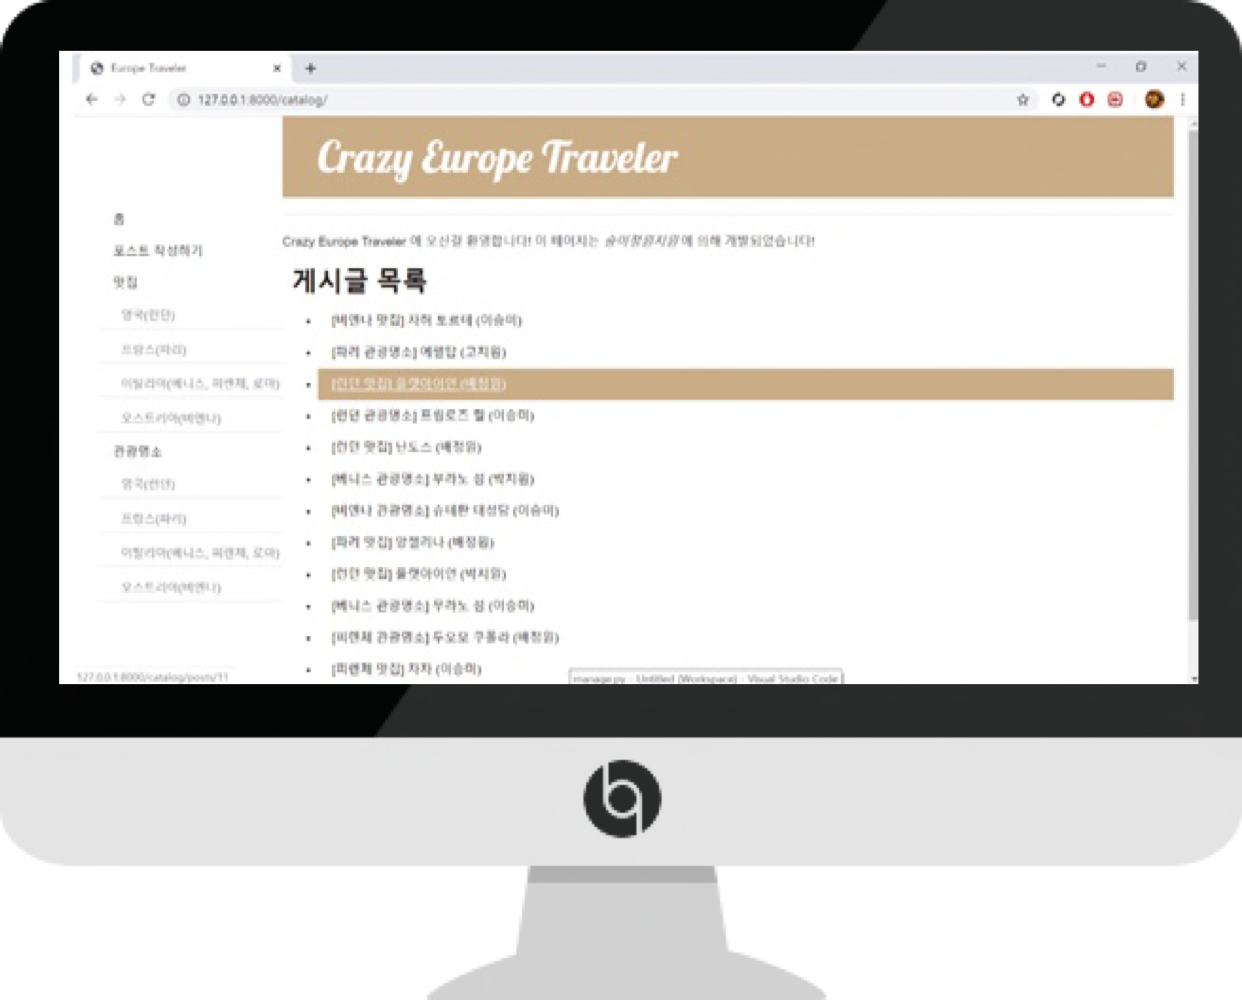 Europe Traveler
127.0.0.1:8000/catalog/
Crazy Europe Traveler
홈
포스트 작성하기
맛집
영국(런던)
프랑스(파리)
이탈리아(베니스, 피렌체, 로마)
오스트리아(비엔나)
관광명소
영국(런던)
프랑스(파리)
이탈리아(베니스, 피렌체, 로마)
오스트리아(비엔나)
Crazy Europe Traveler 에 오신걸 환영합니다! 이 페이지는 에 의해 개발되었습니다!
게시글 목록
[비엔나 맛집] 자허 토르테 (이승미)
[파리 관광명소] 에펠탑 (고지원)
[런던 맛집] 플랫아이언 (배정원)
[런던 관광명소] 프림로즈 힐 (이승미)
[런던 맛집] 난도스 (배정원)
[베니스 관광명소] 부라노 섬 (박지원)
[비엔나 관광명소] 슈테판 대성당 (이승미)
[파리 맛집] 앙젤리나 (배정원)
[런던 맛집] 플랫아이언 (박지원)
[베니스 관광명소] 무라노 섬 (이승미)
[피렌체 관광명소] 두오모 쿠폴라 (배정원)
[피렌체 맛집] 자자 (이승미)
127.0.0.1:8000/catalog/posts/11
manage.py - Untitled (Workspace) - Visual Studio Code